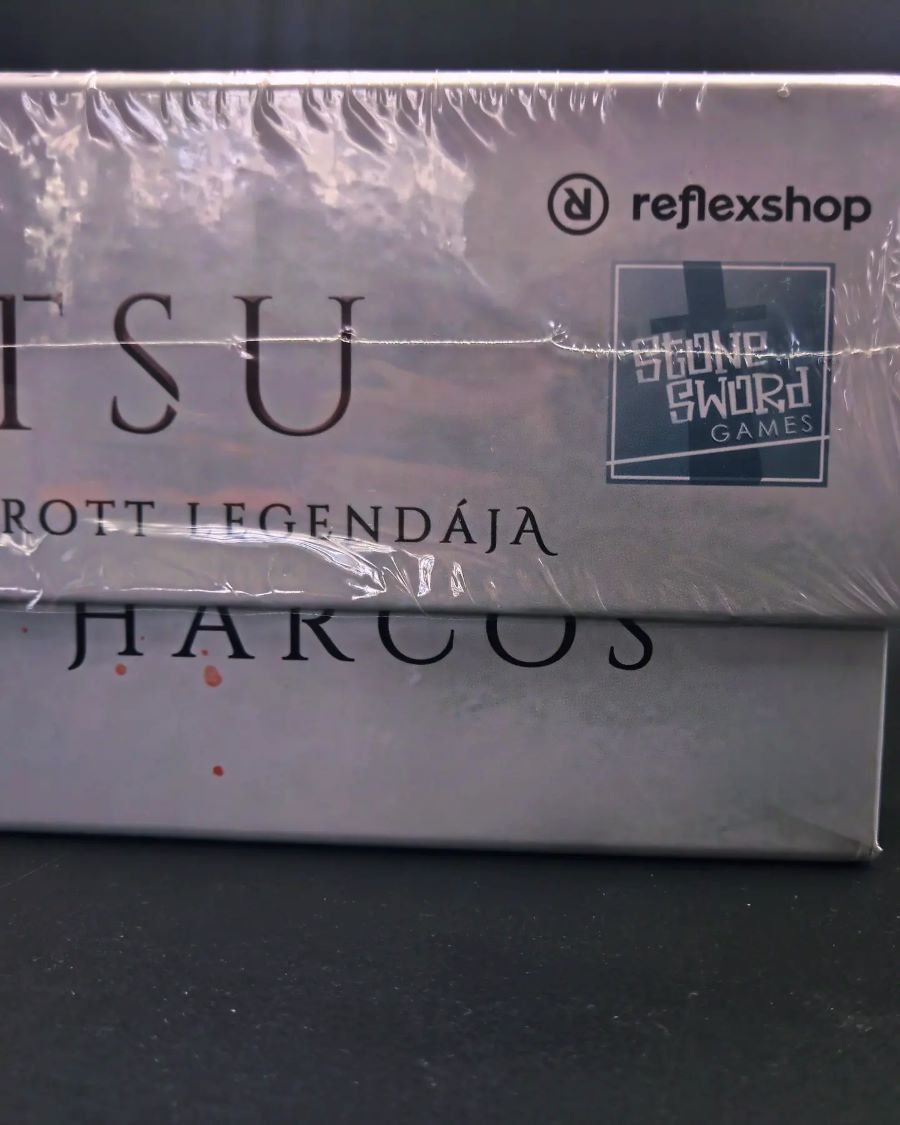 reflexshop
TSU
STONE
SWORD
GAMES
ROTT LEGENDÁJA
HARCOS